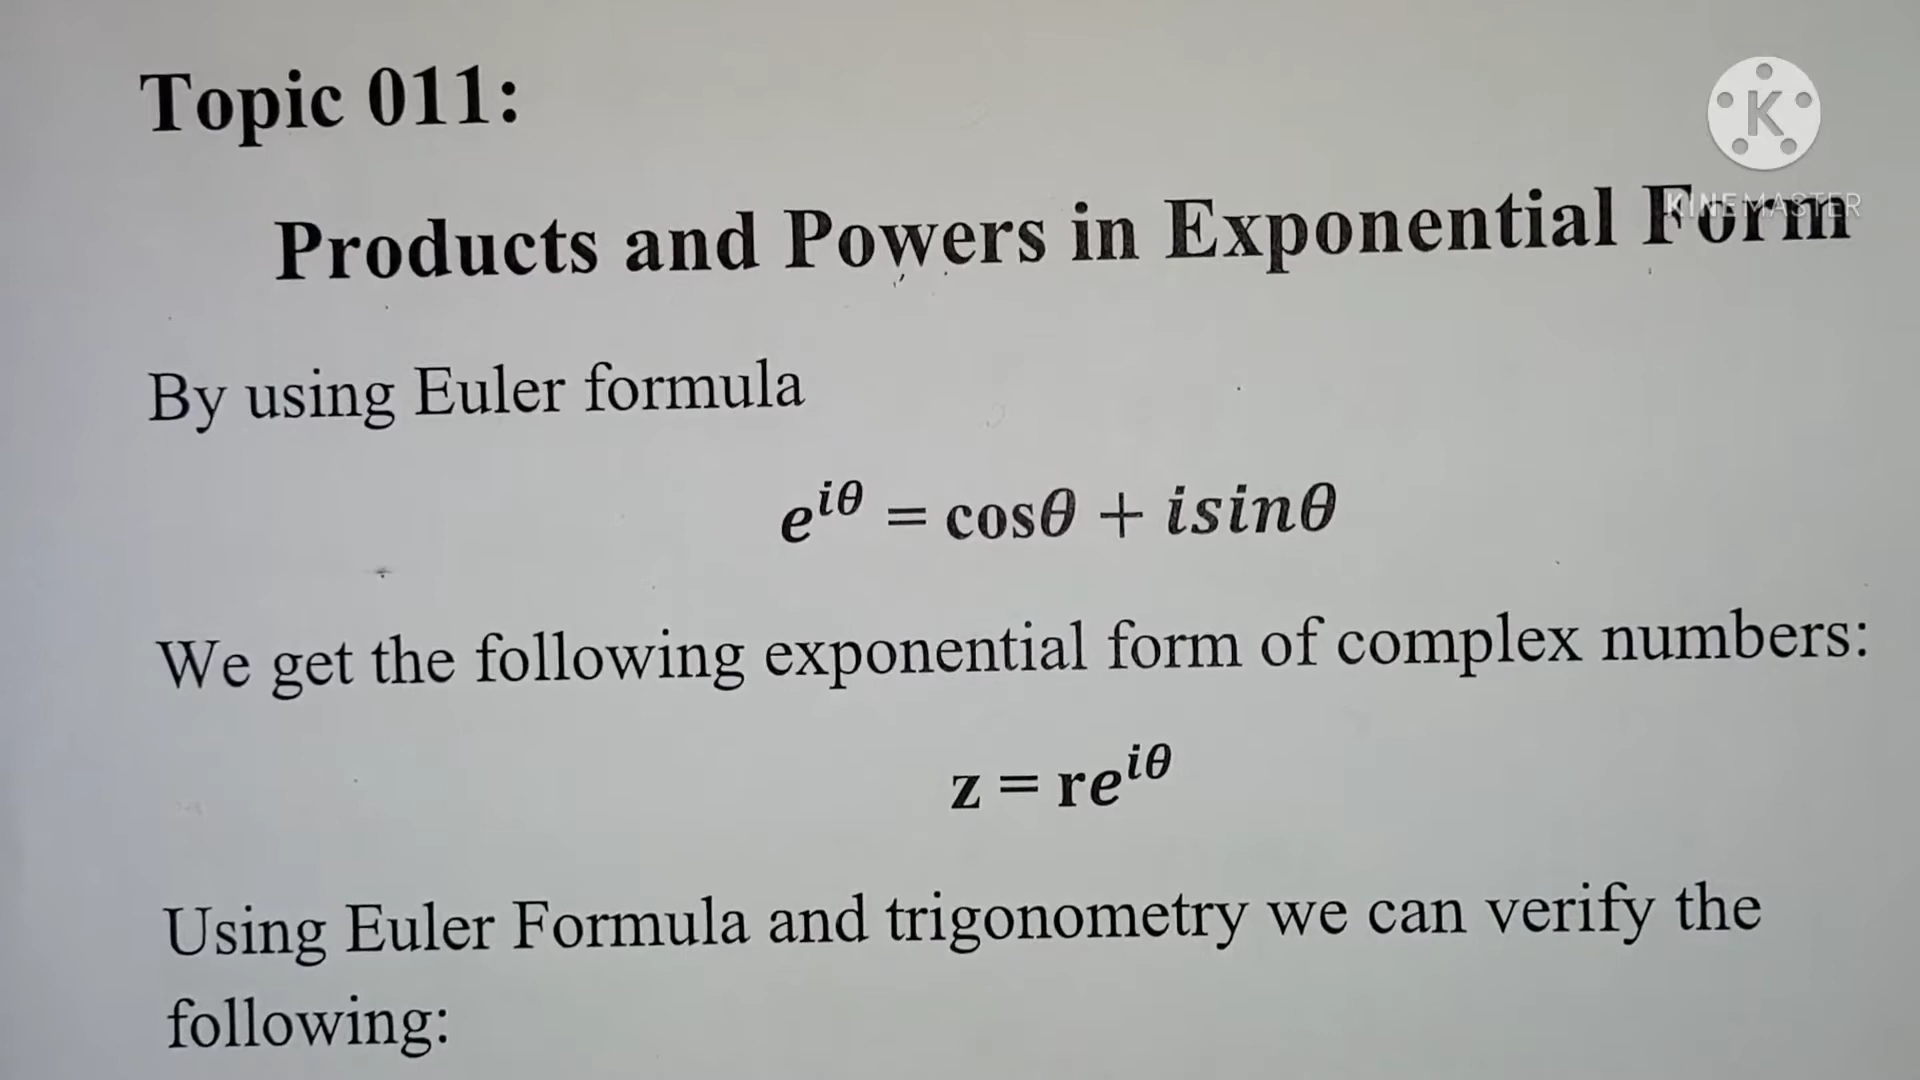 Topic 011:
K
KINEMASTER
Products and Powers in Exponential Form
By using Euler formula
e^{iθ} = cosθ + isinθ
We get the following exponential form of complex numbers:
z = re^{iθ}
Using Euler Formula and trigonometry we can verify the
following: